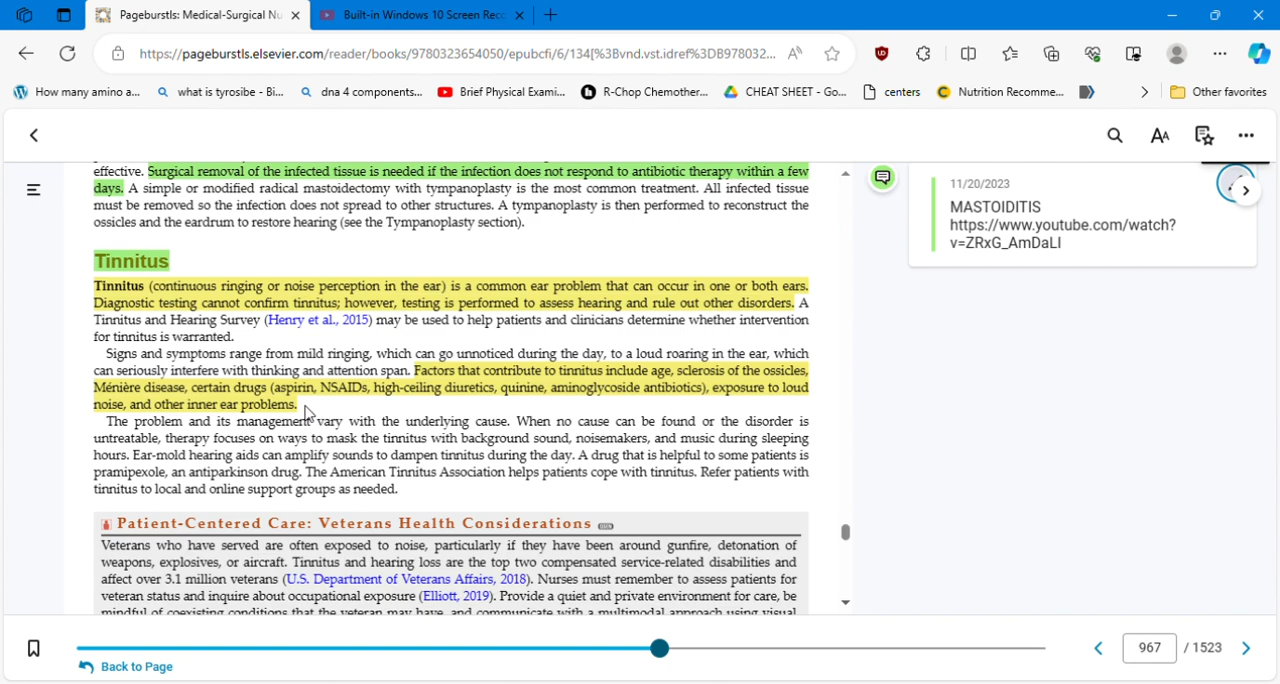 Pageburstls: Medical-Surgical Nu
Built-in Windows 10 Screen Reco
https://pageburstls.elsevier.com/reader/books/9780323654050/epubcfi/6/134[%3Bvnd.vst.idref%3DB978032...
How many amino a...
what is tyrosibe - Bi...
dna 4 components...
Brief Physical Exami...
R-Chop Chemother...
CHEAT SHEET - Go...
centers
Nutrition Recomme...
Other favorites
effective. Surgical removal of the infected tissue is needed if the infection does not respond to antibiotic therapy within a few
days. A simple or modified radical mastoidectomy with tympanoplasty is the most common treatment. All infected tissue
must be removed so the infection does not spread to other structures. A tympanoplasty is then performed to reconstruct the
ossicles and the eardrum to restore hearing (see the Tympanoplasty section).
11/20/2023
MASTOIDITIS
https://www.youtube.com/watch?
v=ZRxG_AmDaLI
Tinnitus
Tinnitus (continuous ringing or noise perception in the ear) is a common ear problem that can occur in one or both ears.
Diagnostic testing cannot confirm tinnitus; however, testing is performed to assess hearing and rule out other disorders. A
Tinnitus and Hearing Survey (Henry et al., 2015) may be used to help patients and clinicians determine whether intervention
for tinnitus is warranted.
Signs and symptoms range from mild ringing, which can go unnoticed during the day, to a loud roaring in the ear, which
can seriously interfere with thinking and attention span. Factors that contribute to tinnitus include age, sclerosis of the ossicles,
Ménière disease, certain drugs (aspirin, NSAIDs, high-ceiling diuretics, quinine, aminoglycoside antibiotics), exposure to loud
noise, and other inner ear problems.
The problem and its management vary with the underlying cause. When no cause can be found or the disorder is
untreatable, therapy focuses on ways to mask the tinnitus with background sound, noisemakers, and music during sleeping
hours. Ear-mold hearing aids can amplify sounds to dampen tinnitus during the day. A drug that is helpful to some patients is
pramipexole, an antiparkinson drug. The American Tinnitus Association helps patients cope with tinnitus. Refer patients with
tinnitus to local and online support groups as needed.
Patient-Centered Care: Veterans Health Considerations
Veterans who have served are often exposed to noise, particularly if they have been around gunfire, detonation of
weapons, explosives, or aircraft. Tinnitus and hearing loss are the top two compensated service-related disabilities and
affect over 3.1 million veterans (U.S. Department of Veterans Affairs, 2018). Nurses must remember to assess patients for
veteran status and inquire about occupational exposure (Elliott, 2019). Provide a quiet and private environment for care, be
mindful of coexisting conditions that the veteran may have, and communicate with a multimodal approach using visual
967 / 1523
Back to Page